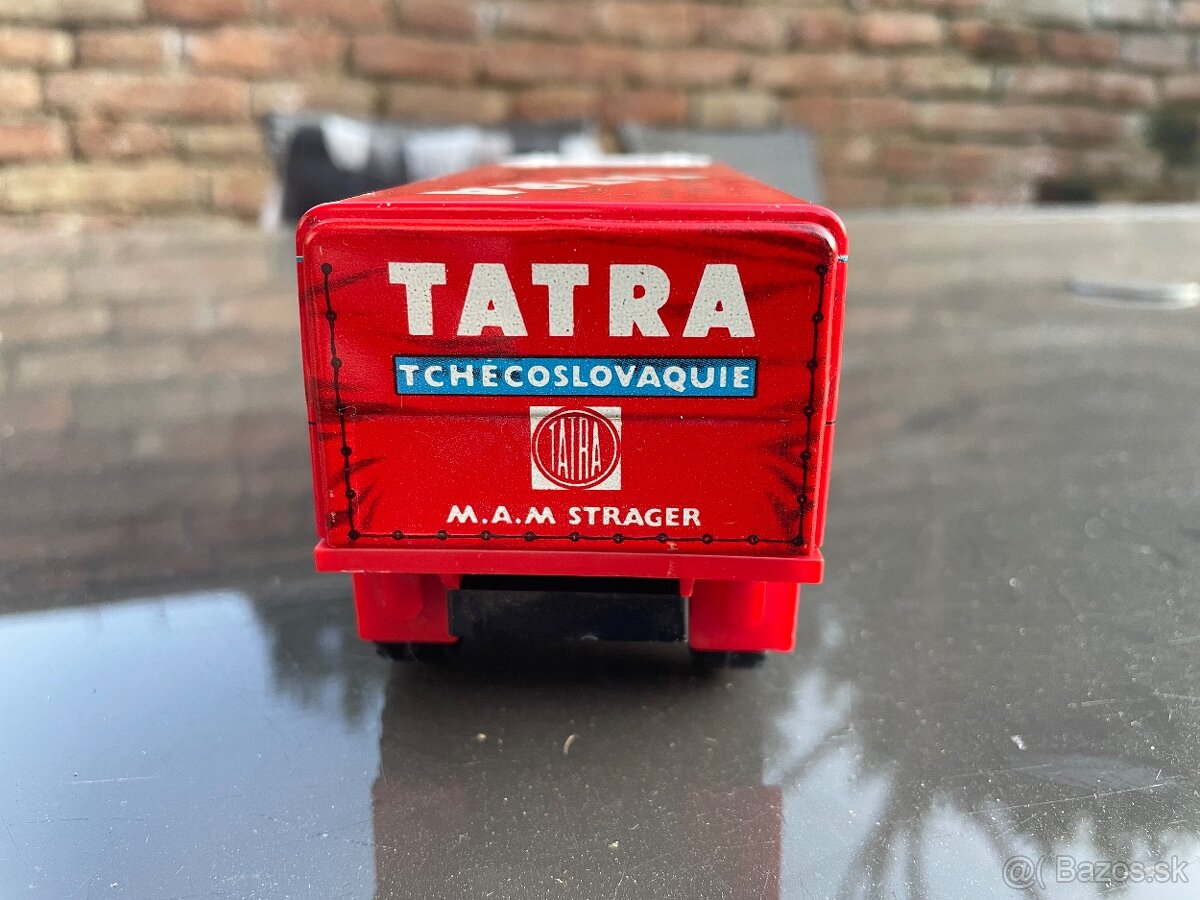 TATRA
TCHÉCOSLOVAQUIE
TATRA
M.A.M STRAGER
@( Bazos.sk